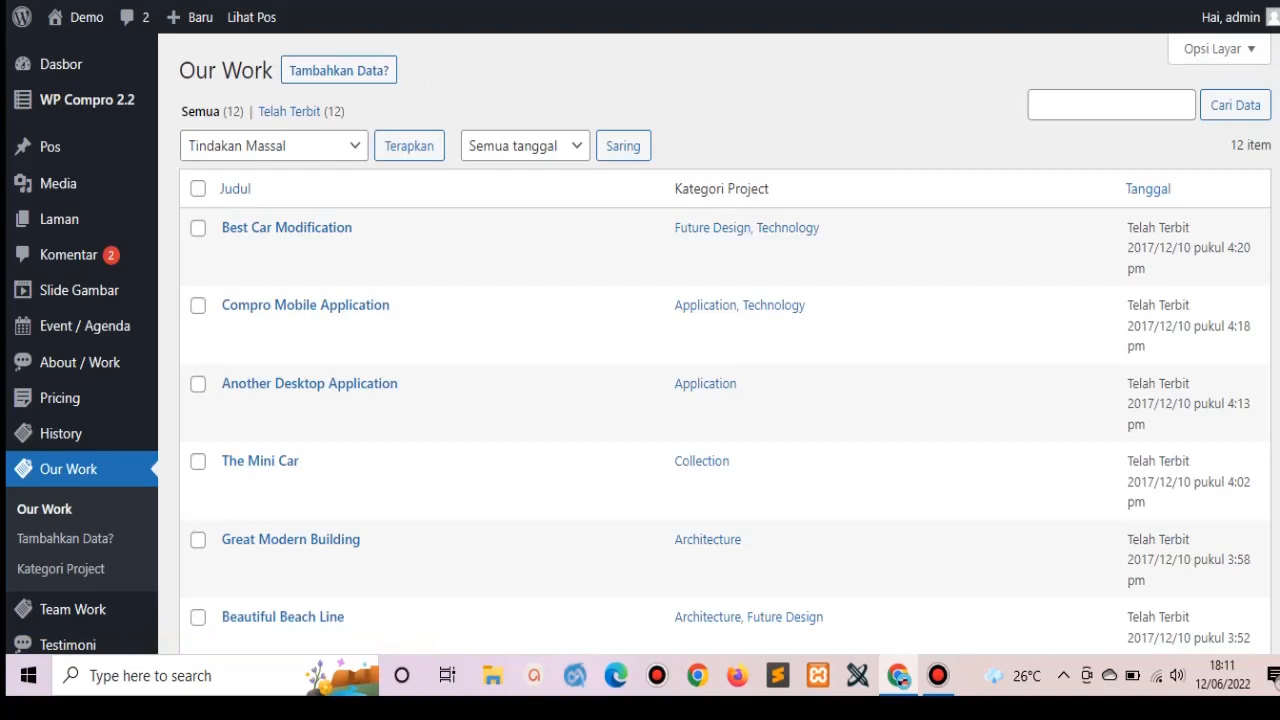 Demo 2 Baru Lihat Pos Hai, admin
Dasbor
WP Compro 2.2
Pos
Media
Laman
Komentar 2
Slide Gambar
Event / Agenda
About / Work
Pricing
History
Our Work
Our Work
Tambahkan Data?
Kategori Project
Team Work
Testimoni
Opsi Layar
Our Work Tambahkan Data?
Semua (12) | Telah Terbit (12)
Cari Data
Tindakan Massal Terapkan Semua tanggal Saring 12 item
Judul Kategori Project Tanggal
Best Car Modification Future Design, Technology Telah Terbit
2017/12/10 pukul 4:20
pm
Compro Mobile Application Application, Technology Telah Terbit
2017/12/10 pukul 4:18
pm
Another Desktop Application Application Telah Terbit
2017/12/10 pukul 4:13
pm
The Mini Car Collection Telah Terbit
2017/12/10 pukul 4:02
pm
Great Modern Building Architecture Telah Terbit
2017/12/10 pukul 3:58
pm
Beautiful Beach Line Architecture, Future Design Telah Terbit
2017/12/10 pukul 3:52
Type here to search 26°C 18:11
12/06/2022